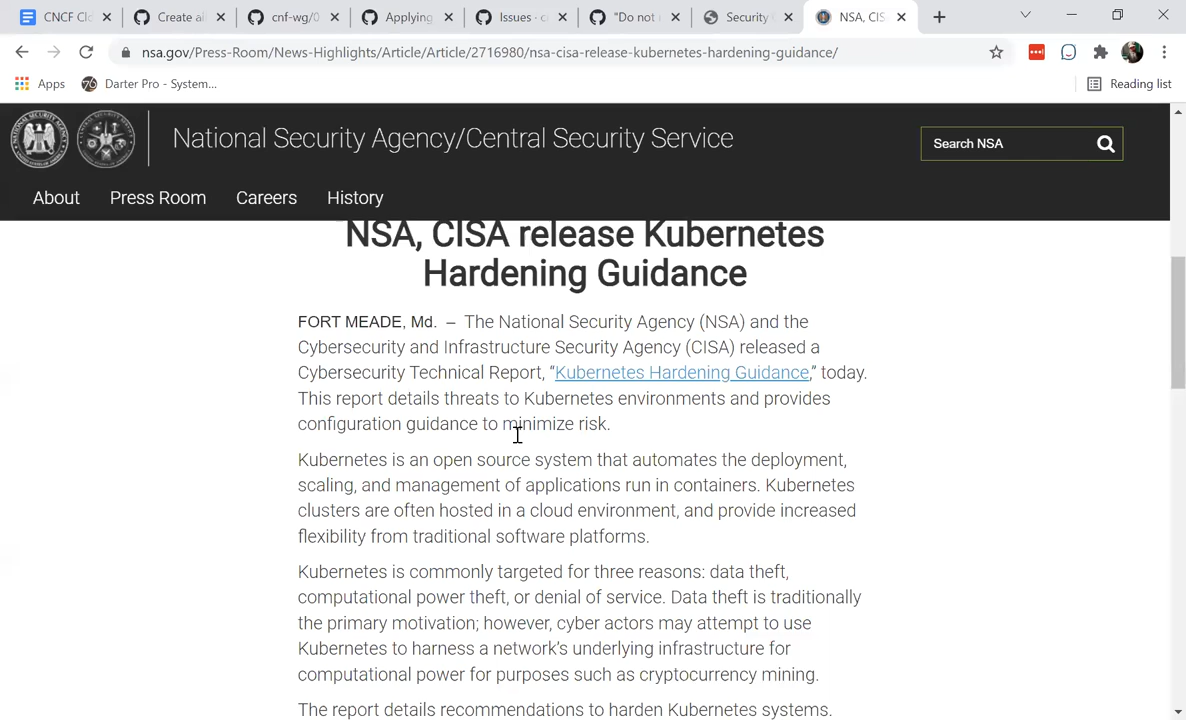 CNCF Cl
Create al
cnf-wg/0
Applying
Issues · c
"Do not
Security
NSA, CIS
nsa.gov/Press-Room/News-Highlights/Article/Article/2716980/nsa-cisa-release-kubernetes-hardening-guidance/
Apps
Darter Pro - System...
Reading list
National Security Agency/Central Security Service
Search NSA
About Press Room Careers History
NSA, CISA release Kubernetes
Hardening Guidance
FORT MEADE, Md. – The National Security Agency (NSA) and the
Cybersecurity and Infrastructure Security Agency (CISA) released a
Cybersecurity Technical Report, “Kubernetes Hardening Guidance,” today.
This report details threats to Kubernetes environments and provides
configuration guidance to minimize risk.
Kubernetes is an open source system that automates the deployment,
scaling, and management of applications run in containers. Kubernetes
clusters are often hosted in a cloud environment, and provide increased
flexibility from traditional software platforms.
Kubernetes is commonly targeted for three reasons: data theft,
computational power theft, or denial of service. Data theft is traditionally
the primary motivation; however, cyber actors may attempt to use
Kubernetes to harness a network’s underlying infrastructure for
computational power for purposes such as cryptocurrency mining.
The report details recommendations to harden Kubernetes systems.